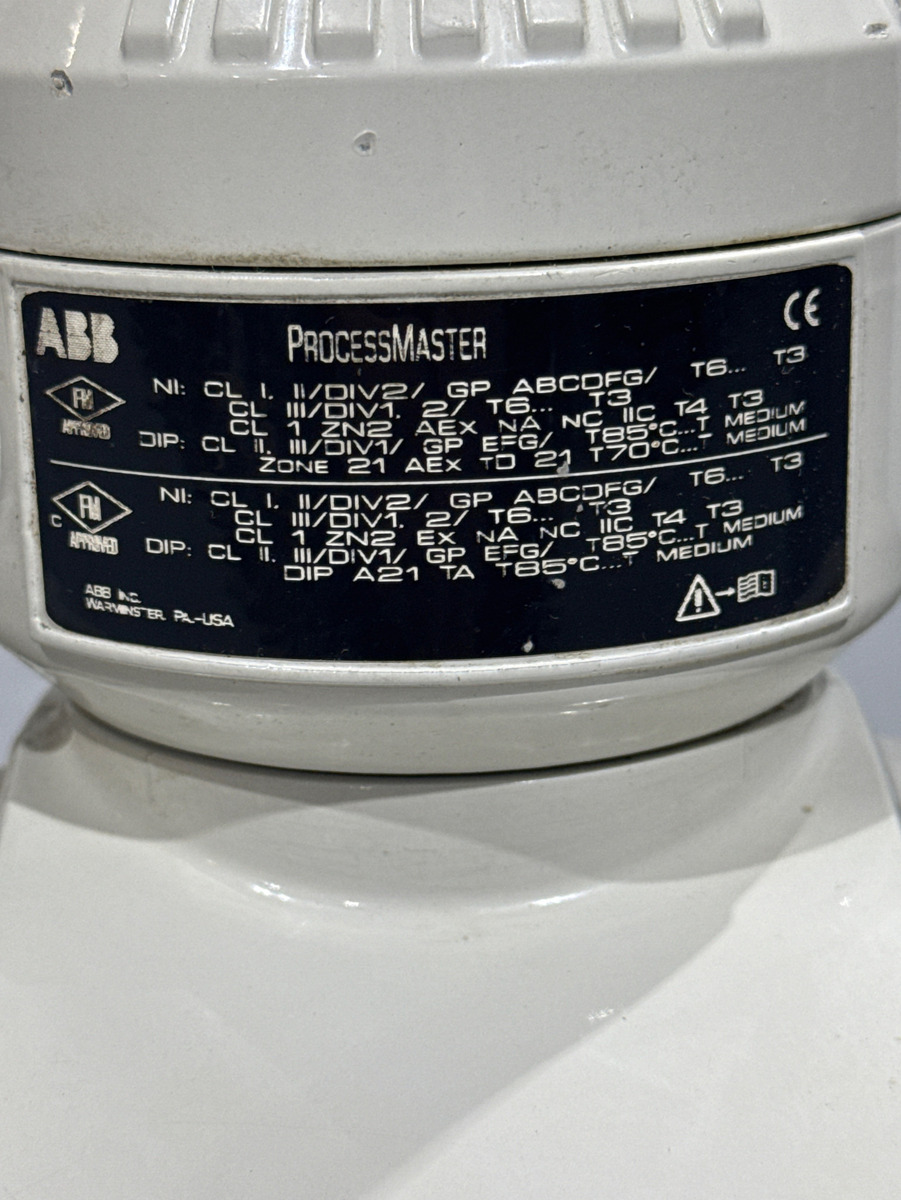 ABB
PROCESSMASTER
CE
FM
APPROVED
NI: CL I, II/DIV2/ GP ABCDFG/ T6... T3
CL III/DIV1, 2/ T6... T3
CL 1 ZN2 AEX NA NC IIC T4 T3
DIP: CL II, III/DIV1/ GP EFG/ T85°C...T MEDIUM
ZONE 21 AEX TD 21 T70°C...T MEDIUM
C FM
APPROVED
NI: CL I, II/DIV2/ GP ABCDFG/ T6... T3
CL III/DIV1, 2/ T6... T3
CL 1 ZN2 EX NA NC IIC T4 T3
DIP: CL II, III/DIV1/ GP EFG/ T85°C...T MEDIUM
DIP A21 TA T85°C...T MEDIUM
ABB INC.
WARMINSTER, PA-USA